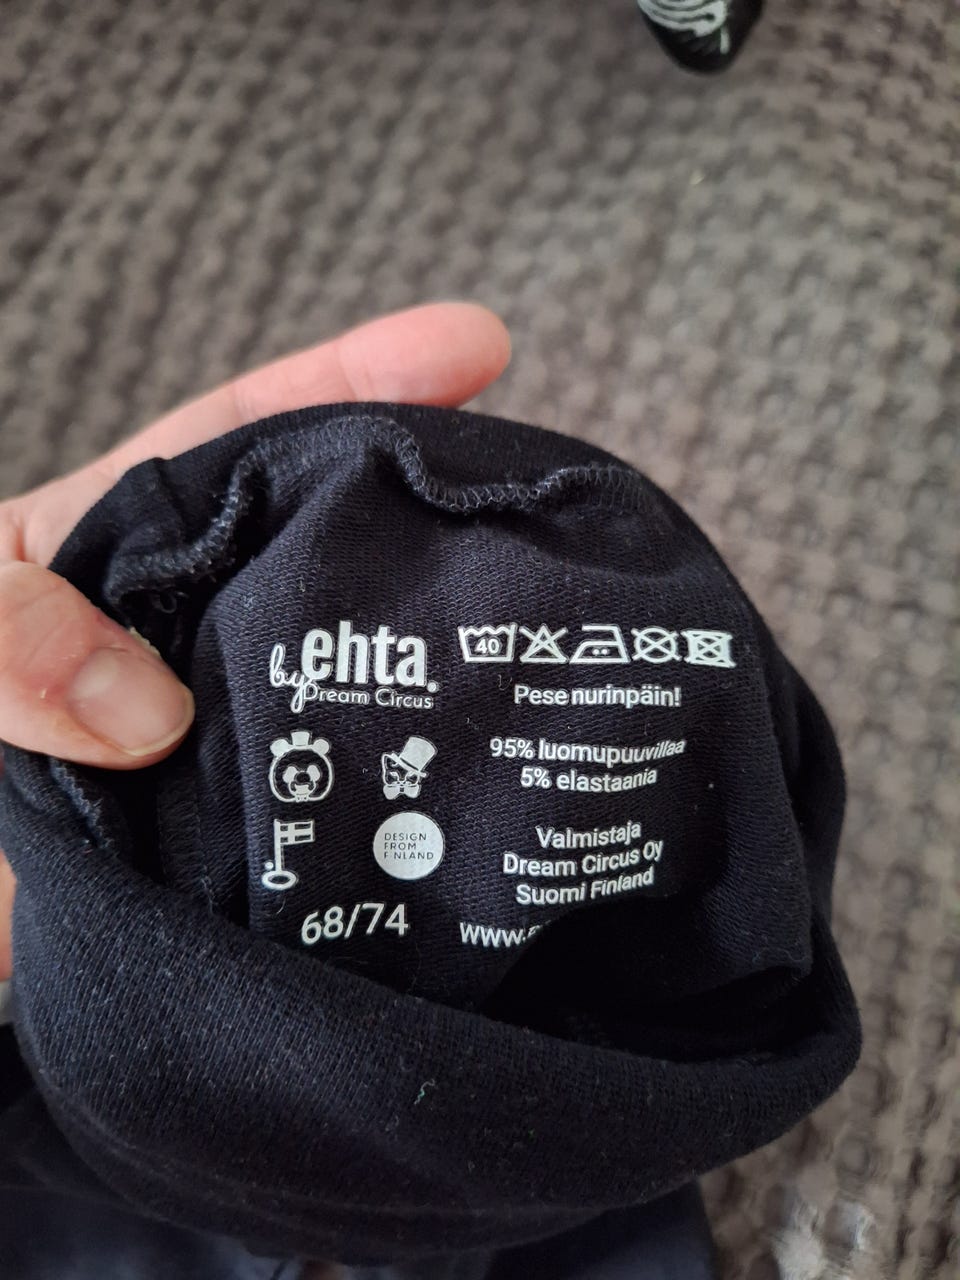 by ehta.
Dream Circus
DESIGN
FROM
FINLAND
68/74
40
Pese nurinpäin!
95% luomupuuvillaa
5% elastaania
Valmistaja
Dream Circus Oy
Suomi Finland
www.